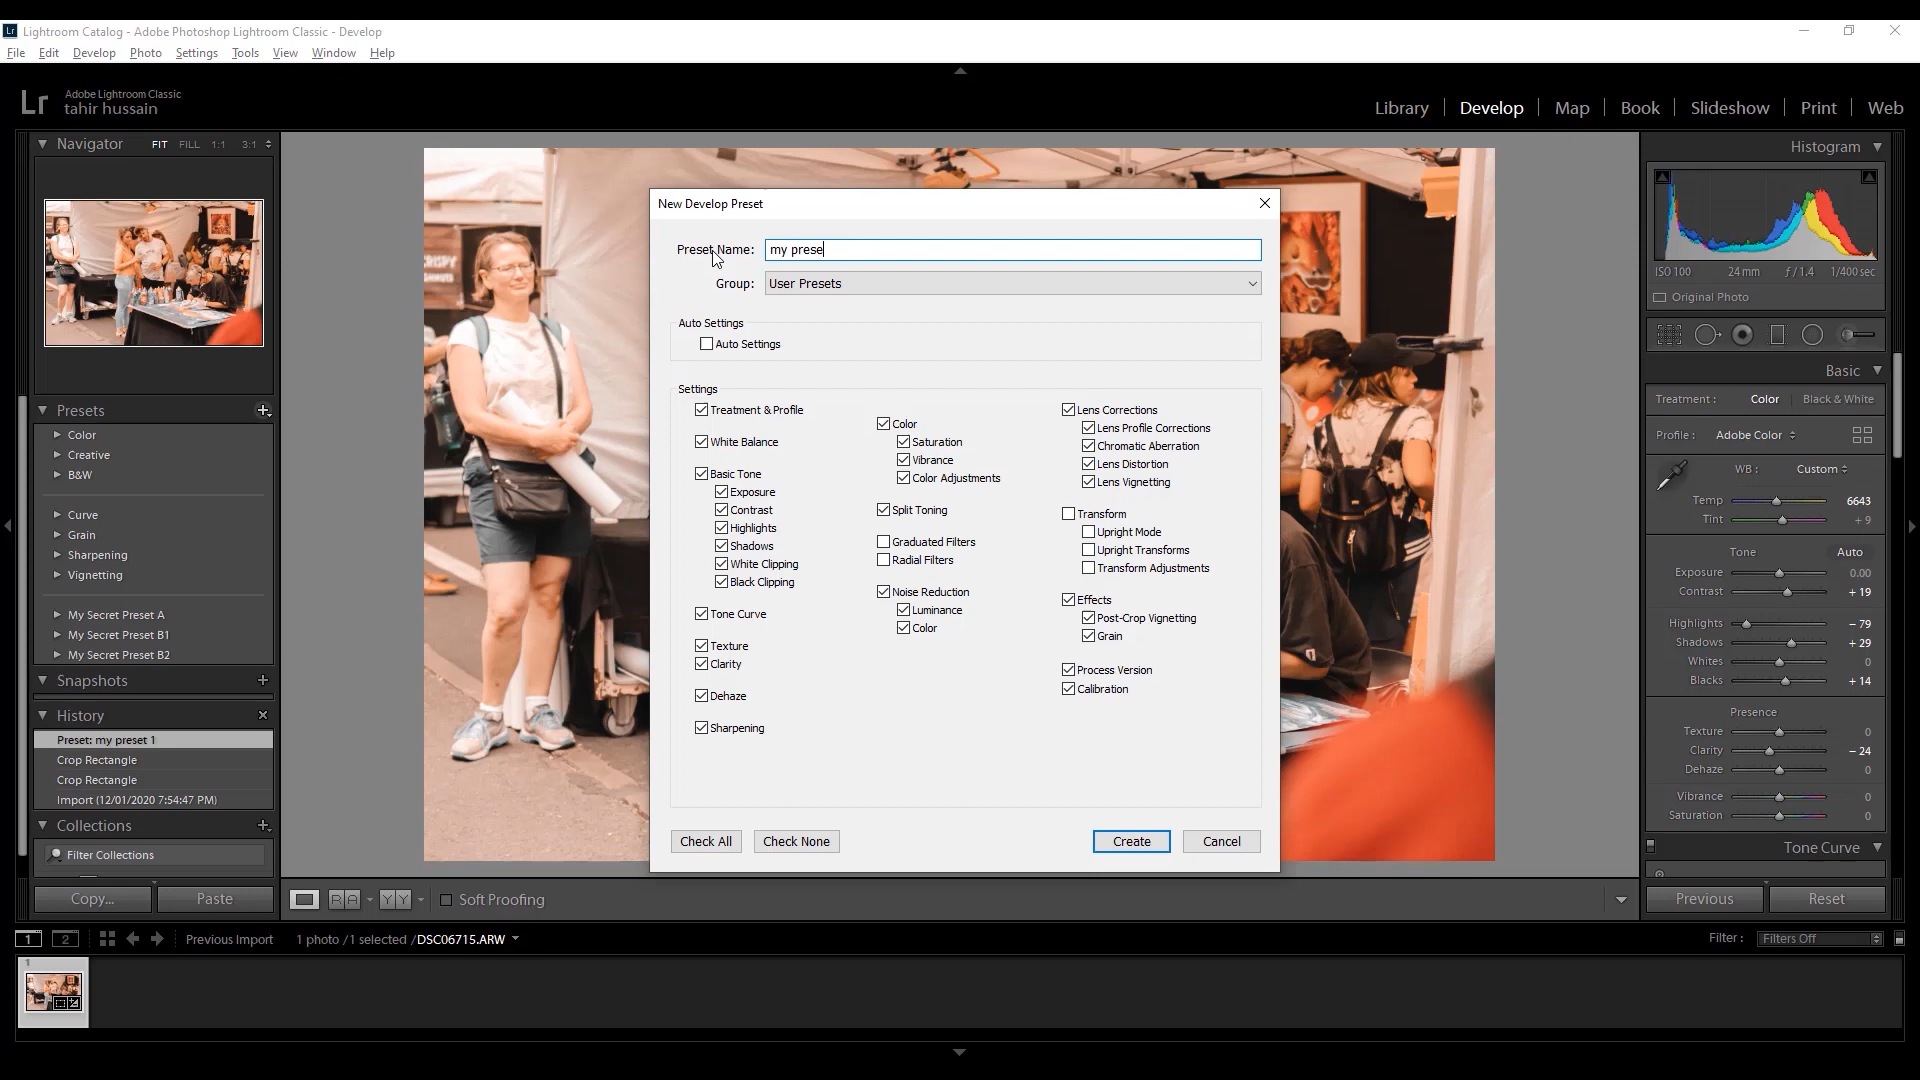 Lr Lightroom Catalog - Adobe Photoshop Lightroom Classic - Develop
File Edit Develop Photo Settings Tools View Window Help
Lr
Adobe Lightroom Classic
tahir hussain
Library Develop Map Book Slideshow Print Web
Navigator FIT FILL 1:1 3:1
Presets
Color
Creative
B&W
Curve
Grain
Sharpening
Vignetting
My Secret Preset A
My Secret Preset B1
My Secret Preset B2
Snapshots
History
Preset: my preset 1
Crop Rectangle
Crop Rectangle
Import (12/01/2020 7:54:47 PM)
Collections
Filter Collections
Copy... Paste
New Develop Preset
Preset Name: my prese
Group: User Presets
Auto Settings
Auto Settings
Settings
Treatment & Profile
White Balance
Basic Tone
Exposure
Contrast
Highlights
Shadows
White Clipping
Black Clipping
Tone Curve
Texture
Clarity
Dehaze
Sharpening
Color
Saturation
Vibrance
Color Adjustments
Split Toning
Graduated Filters
Radial Filters
Noise Reduction
Luminance
Color
Lens Corrections
Lens Profile Corrections
Chromatic Aberration
Lens Distortion
Lens Vignetting
Transform
Upright Mode
Upright Transforms
Transform Adjustments
Effects
Post-Crop Vignetting
Grain
Process Version
Calibration
Check All Check None Create Cancel
CRISPY
Histogram
ISO 100 24 mm ƒ / 1.4 1/400 sec
Original Photo
Basic
Treatment : Color Black & White
Profile : Adobe Color
WB : Custom
Temp 6643
Tint + 9
Tone Auto
Exposure 0.00
Contrast + 19
Highlights − 79
Shadows + 29
Whites 0
Blacks + 14
Presence
Texture 0
Clarity − 24
Dehaze 0
Vibrance 0
Saturation 0
Tone Curve
Previous Reset
R A Y Y Soft Proofing
1 2 Previous Import 1 photo / 1 selected / DSC06715.ARW Filter : Filters Off
1